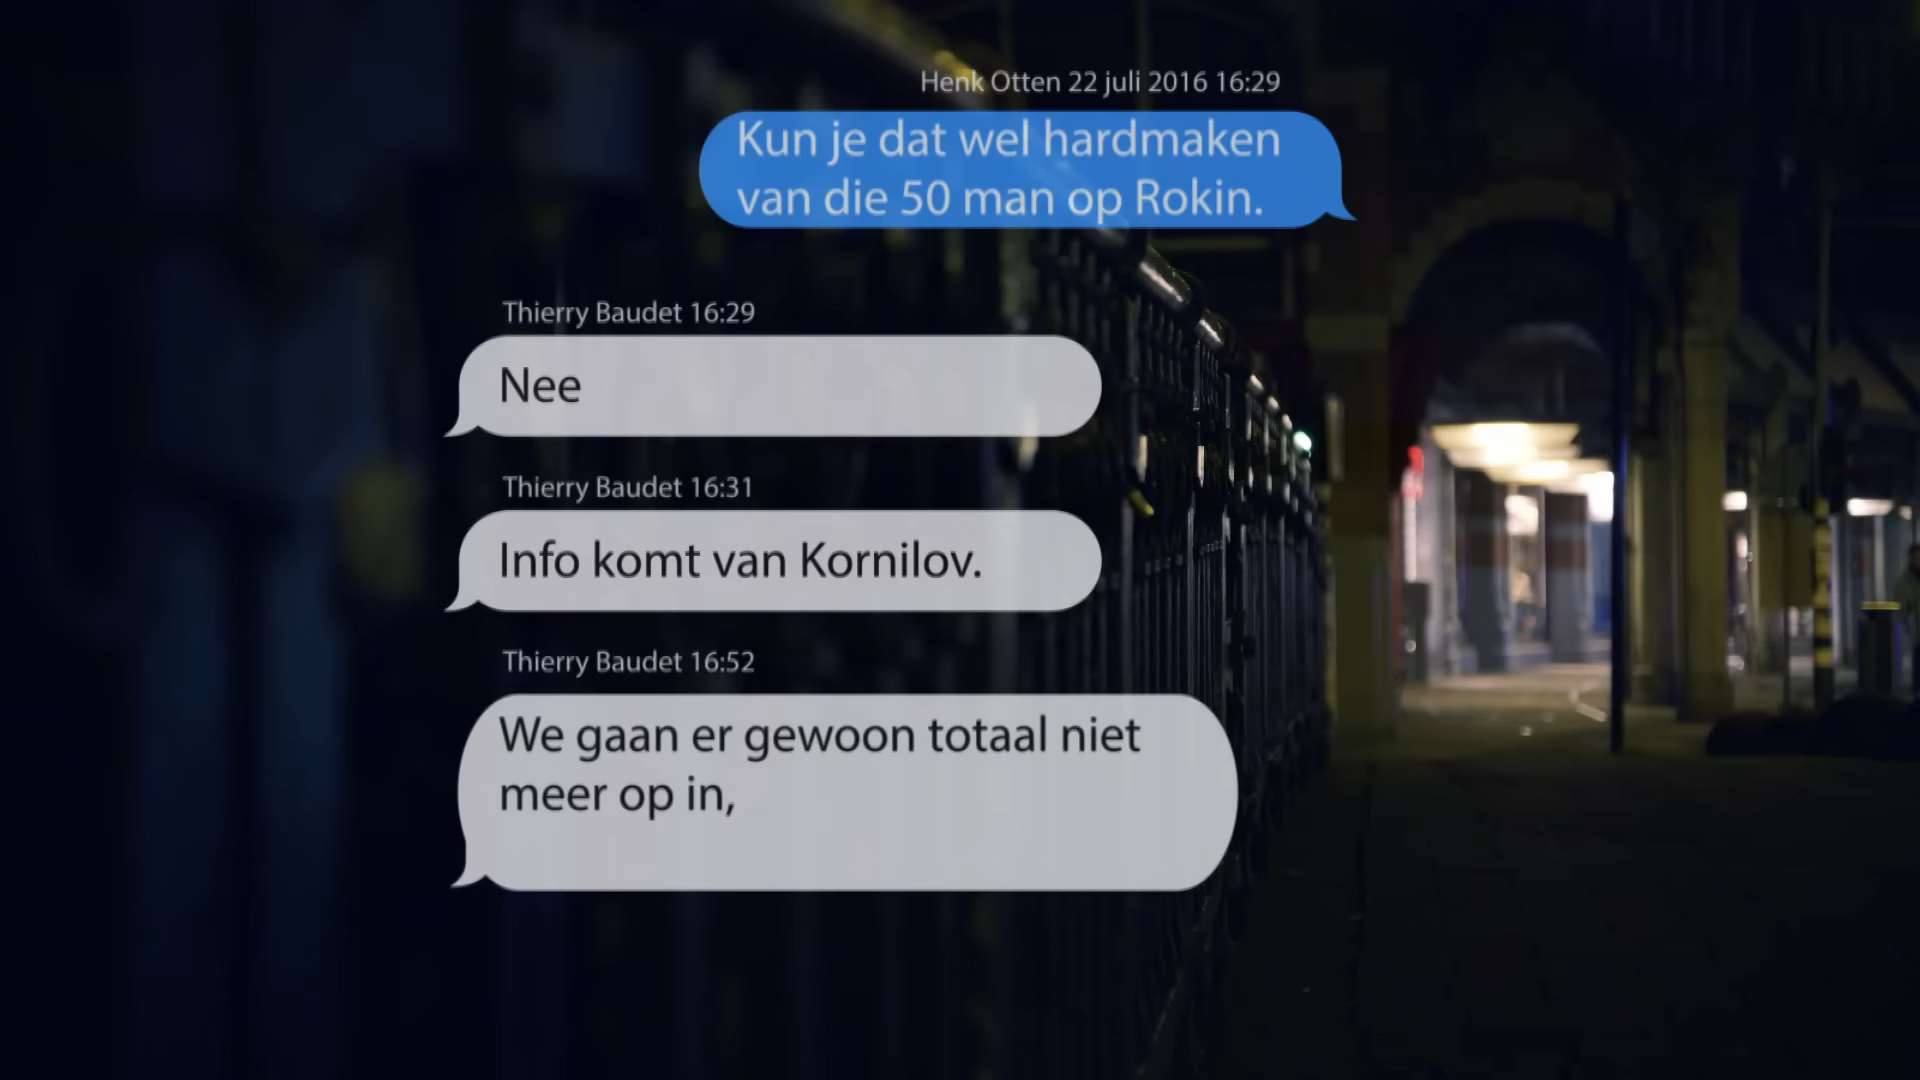 Henk Otten 22 juli 2016 16:29
Kun je dat wel hardmaken
van die 50 man op Rokin.
Thierry Baudet 16:29
Nee
Thierry Baudet 16:31
Info komt van Kornilov.
Thierry Baudet 16:52
We gaan er gewoon totaal niet
meer op in,